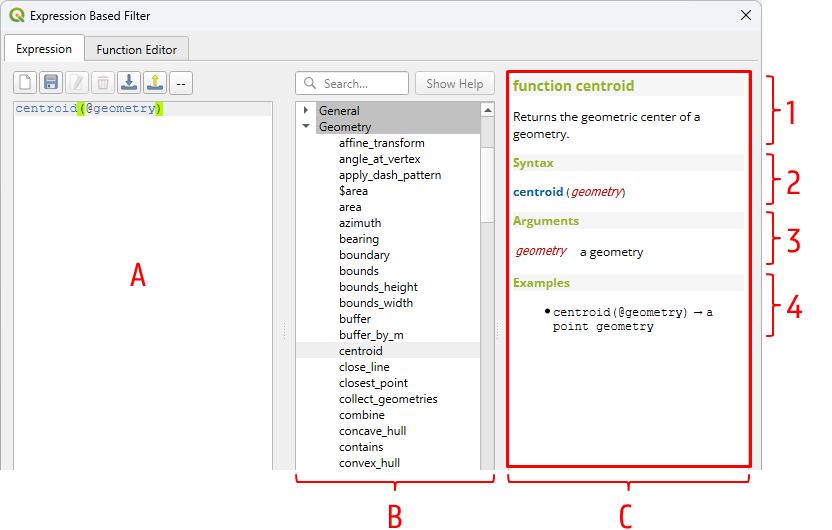 Expression Based Filter
Expression
Function Editor
--
Search...
Show Help
centroid(@geometry)
A
General
Geometry
affine_transform
angle_at_vertex
apply_dash_pattern
$area
area
azimuth
bearing
boundary
bounds
bounds_height
bounds_width
buffer
buffer_by_m
centroid
close_line
closest_point
collect_geometries
combine
concave_hull
contains
convex_hull
B
function centroid
Returns the geometric center of a
geometry.
1
Syntax
centroid(geometry)
2
Arguments
geometry a geometry
3
Examples
• centroid(@geometry) → a
point geometry
4
C